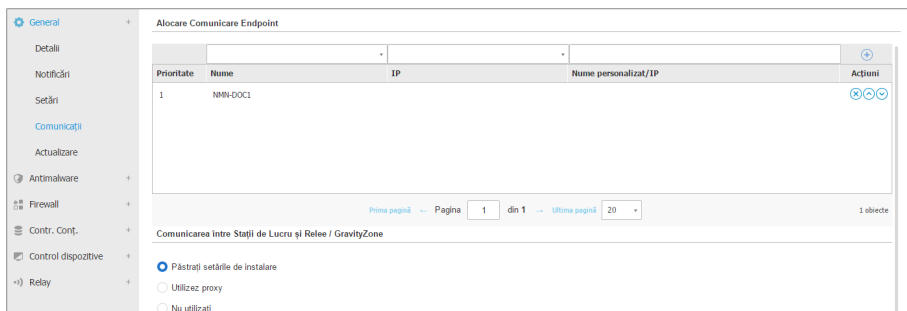 General +
Detalii
Notificări
Setări
Comunicații
Actualizare
Antimalware +
Firewall +
Contr. Conț. +
Control dispozitive +
Relay +
Alocare Comunicare Endpoint
Prioritate Nume IP Nume personalizat/IP Acțiuni
1 NMN-DOC1
Prima pagină ← Pagina 1 din 1 → Ultima pagină 20 1 obiecte
Comunicarea între Stații de Lucru și Relee / GravityZone
Păstrați setările de instalare
Utilizez proxy
Nu utilizați